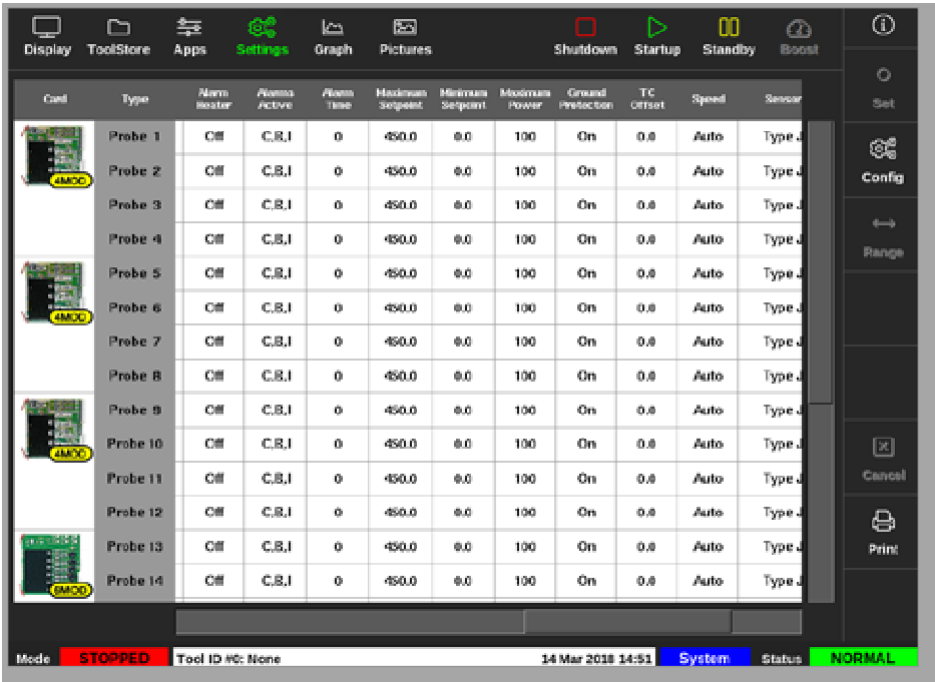 Display ToolStore Apps Settings Graph Pictures Shutdown Startup Standby Boost
Card Type Alarm Heater Alarms Active Alarm Time Maximum Setpoint Minimum Setpoint Maximum Power Ground Protection TC Offset Speed Sensor
Probe 1 Off C,B,I 0 450.0 0.0 100 On 0.0 Auto Type J
4MOD Probe 2 Off C,B,I 0 450.0 0.0 100 On 0.0 Auto Type J
Probe 3 Off C,B,I 0 450.0 0.0 100 On 0.0 Auto Type J
Probe 4 Off C,B,I 0 450.0 0.0 100 On 0.0 Auto Type J
Probe 5 Off C,B,I 0 450.0 0.0 100 On 0.0 Auto Type J
4MOD Probe 6 Off C,B,I 0 450.0 0.0 100 On 0.0 Auto Type J
Probe 7 Off C,B,I 0 450.0 0.0 100 On 0.0 Auto Type J
Probe 8 Off C,B,I 0 450.0 0.0 100 On 0.0 Auto Type J
Probe 9 Off C,B,I 0 450.0 0.0 100 On 0.0 Auto Type J
4MOD Probe 10 Off C,B,I 0 450.0 0.0 100 On 0.0 Auto Type J
Probe 11 Off C,B,I 0 450.0 0.0 100 On 0.0 Auto Type J
Probe 12 Off C,B,I 0 450.0 0.0 100 On 0.0 Auto Type J
Probe 13 Off C,B,I 0 450.0 0.0 100 On 0.0 Auto Type J
6MOD Probe 14 Off C,B,I 0 450.0 0.0 100 On 0.0 Auto Type J
Set
Config
Range
Cancel
Print
Mode STOPPED Tool ID #0: None 14 Mar 2018 14:51 System Status NORMAL